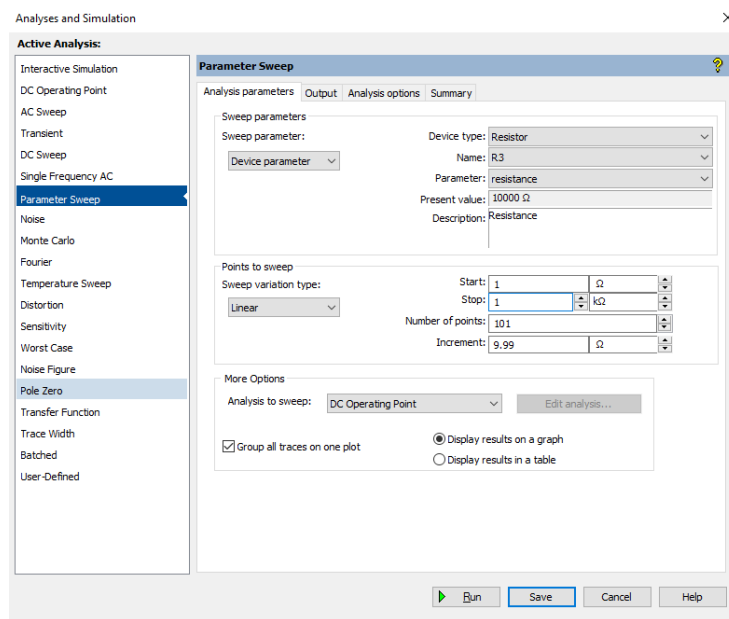 Analyses and Simulation
Active Analysis:
Interactive Simulation
DC Operating Point
AC Sweep
Transient
DC Sweep
Single Frequency AC
Parameter Sweep
Noise
Monte Carlo
Fourier
Temperature Sweep
Distortion
Sensitivity
Worst Case
Noise Figure
Pole Zero
Transfer Function
Trace Width
Batched
User-Defined
Parameter Sweep
Analysis parameters Output Analysis options Summary
Sweep parameters
Sweep parameter:
Device parameter
Device type: Resistor
Name: R3
Parameter: resistance
Present value: 10000 Ω
Description: Resistance
Points to sweep
Sweep variation type:
Linear
Start: 1 Ω
Stop: 1 kΩ
Number of points: 101
Increment: 9.99 Ω
More Options
Analysis to sweep: DC Operating Point Edit analysis...
Group all traces on one plot
Display results on a graph
Display results in a table
Run Save Cancel Help